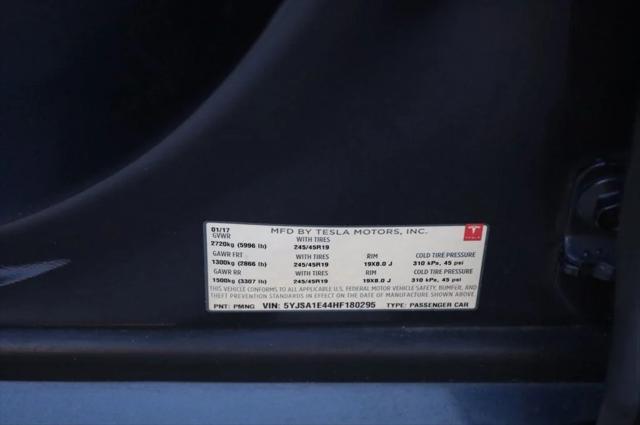 01/17 MFD BY TESLA MOTORS, INC. TESLA
GVWR WITH TIRES
2720kg (5996 lb) 245/45R19
GAWR FRT WITH TIRES RIM COLD TIRE PRESSURE
1300kg (2866 lb) 245/45R19 19X8.0 J 310 kPa, 45 psi
GAWR RR WITH TIRES RIM COLD TIRE PRESSURE
1500kg (3307 lb) 245/45R19 19X8.0 J 310 kPa, 45 psi
THIS VEHICLE CONFORMS TO ALL APPLICABLE U.S. FEDERAL MOTOR VEHICLE SAFETY, BUMPER, AND
THEFT PREVENTION STANDARDS IN EFFECT ON THE DATE OF MANUFACTURE SHOWN ABOVE.
PNT: PMNG VIN: 5YJSA1E44HF180295 TYPE: PASSENGER CAR